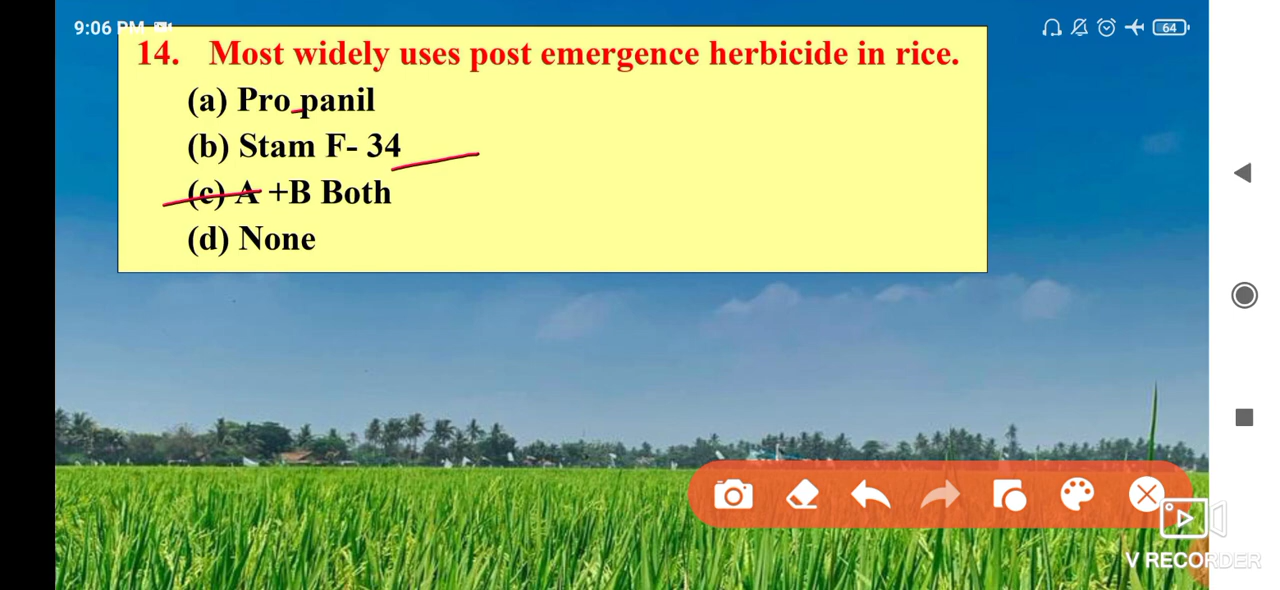 9:06 PM
64
14. Most widely uses post emergence herbicide in rice.
(a) Pro panil
(b) Stam F- 34
(c) A +B Both
(d) None
V RECORDER